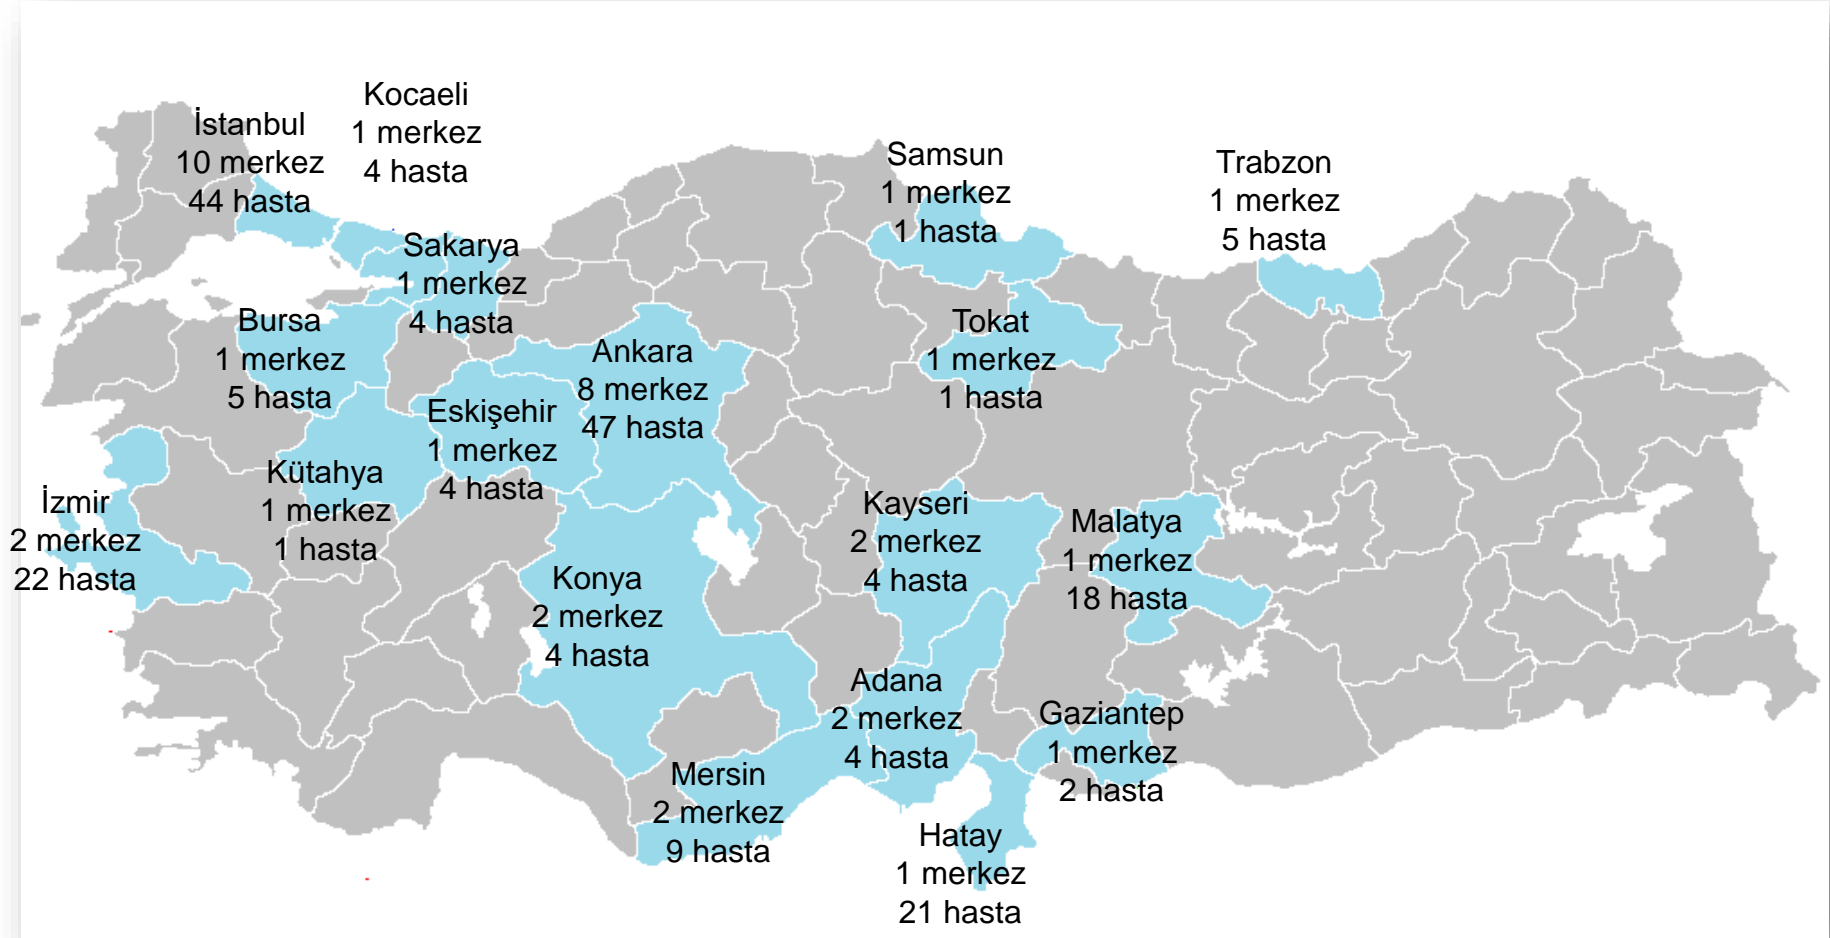 Kocaeli
1 merkez
4 hasta
İstanbul
10 merkez
44 hasta
Samsun
1 merkez
1 hasta
Trabzon
1 merkez
5 hasta
Sakarya
1 merkez
4 hasta
Bursa
1 merkez
5 hasta
Ankara
8 merkez
47 hasta
Tokat
1 merkez
1 hasta
Eskişehir
1 merkez
4 hasta
Kütahya
1 merkez
1 hasta
İzmir
2 merkez
22 hasta
Kayseri
2 merkez
4 hasta
Malatya
1 merkez
18 hasta
Konya
2 merkez
4 hasta
Adana
2 merkez
4 hasta
Gaziantep
1 merkez
2 hasta
Mersin
2 merkez
9 hasta
Hatay
1 merkez
21 hasta